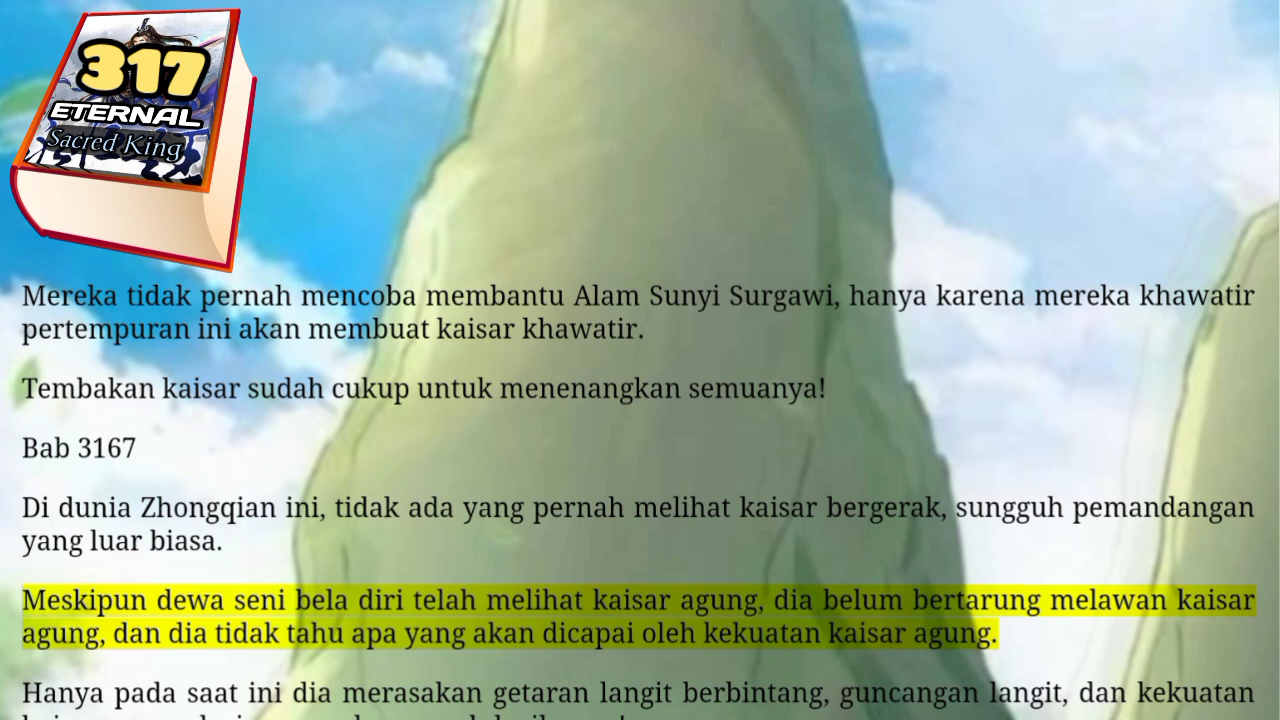 317
ETERNAL
Sacred King
Mereka tidak pernah mencoba membantu Alam Sunyi Surgawi, hanya karena mereka khawatir
pertempuran ini akan membuat kaisar khawatir.
Tembakan kaisar sudah cukup untuk menenangkan semuanya!
Bab 3167
Di dunia Zhongqian ini, tidak ada yang pernah melihat kaisar bergerak, sungguh pemandangan
yang luar biasa.
Meskipun dewa seni bela diri telah melihat kaisar agung, dia belum bertarung melawan kaisar
agung, dan dia tidak tahu apa yang akan dicapai oleh kekuatan kaisar agung.
Hanya pada saat ini dia merasakan getaran langit berbintang, guncangan langit, dan kekuatan